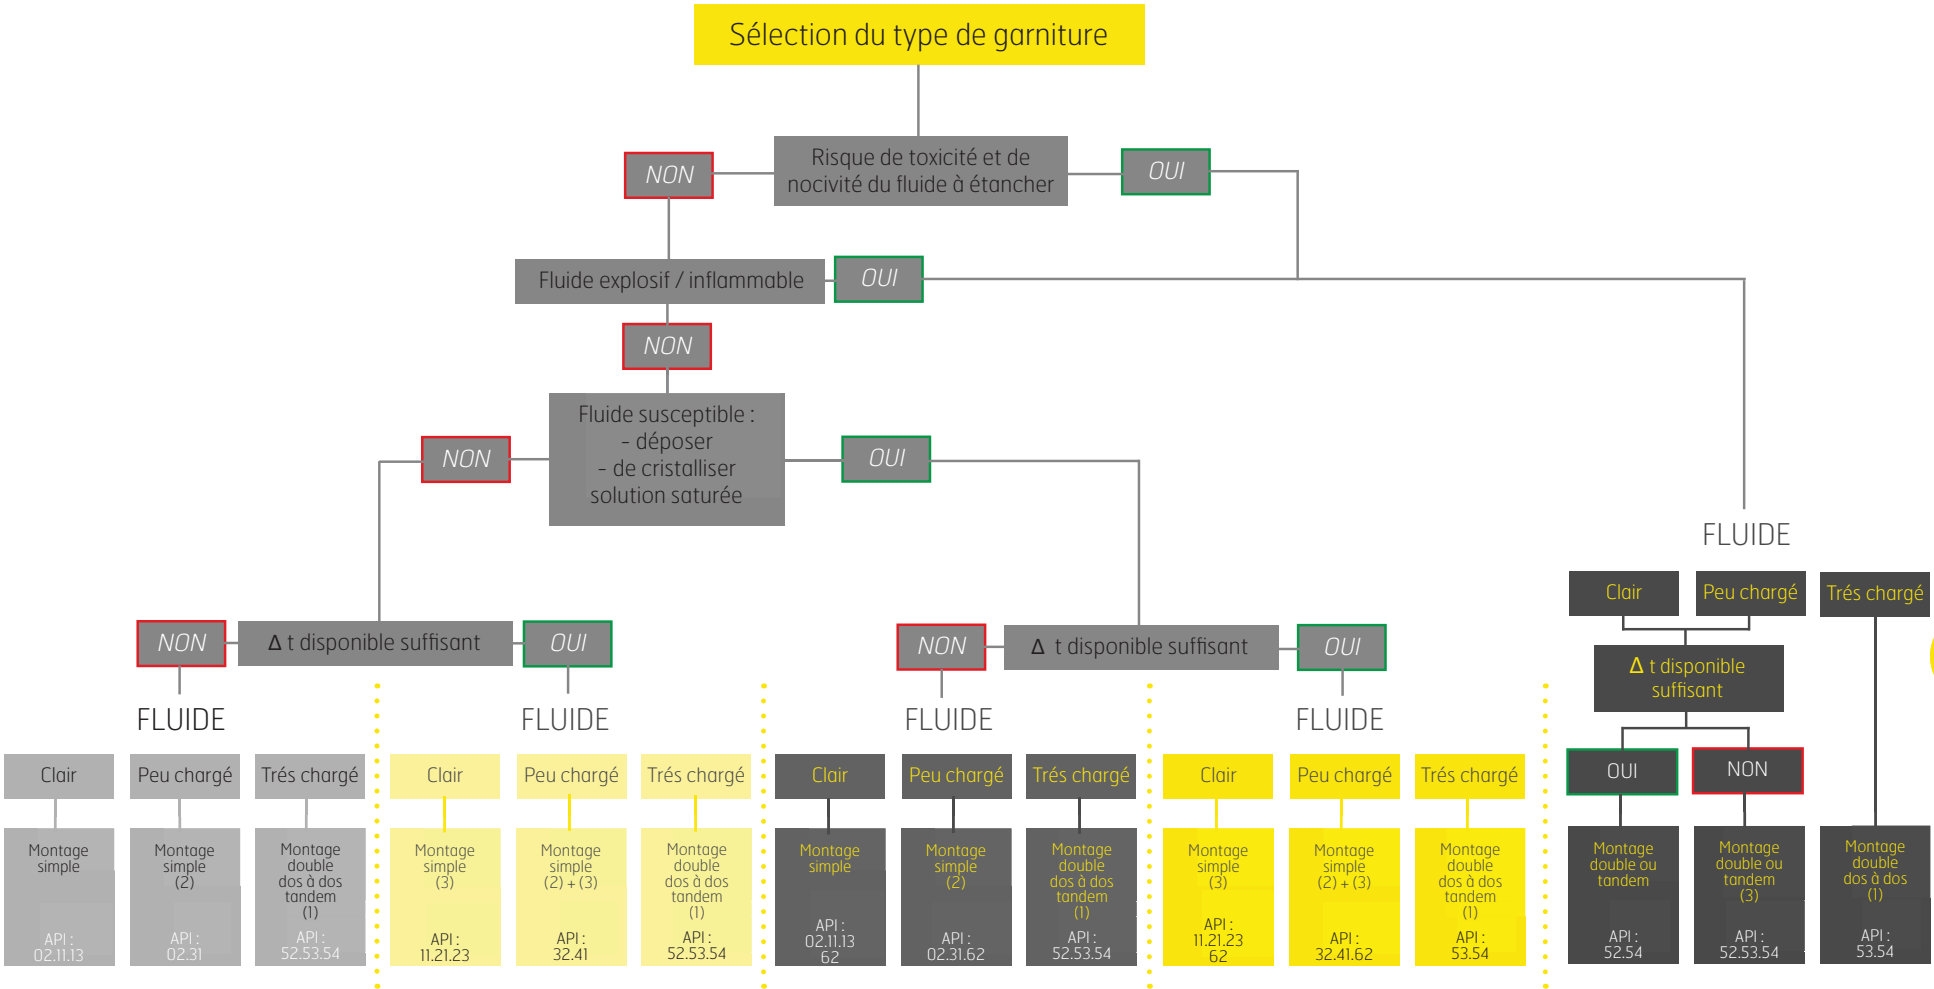 Sélection du type de garniture
Risque de toxicité et de
nocivité du fluide à étancher
NON
OUI
Fluide explosif / inflammable
OUI
NON
Fluide susceptible :
- déposer
- de cristalliser
solution saturée
NON
OUI
FLUIDE
Clair
Peu chargé
Trés chargé
Δ t disponible
suffisant
OUI
NON
Montage
double ou
tandem
API :
52.54
Montage
double ou
tandem
(3)
API :
52.53.54
Montage
double
dos à dos
(1)
API :
53.54
NON
Δ t disponible suffisant
OUI
NON
Δ t disponible suffisant
OUI
FLUIDE
Clair
Peu chargé
Trés chargé
Montage
simple
API :
02.11.13
Montage
simple
(2)
API :
02.31
Montage
double
dos à dos
tandem
(1)
API :
52.53.54
FLUIDE
Clair
Peu chargé
Trés chargé
Montage
simple
(3)
API :
11.21.23
Montage
simple
(2) + (3)
API :
32.41
Montage
double
dos à dos
tandem
(1)
API :
52.53.54
FLUIDE
Clair
Peu chargé
Trés chargé
Montage
simple
API :
02.11.13
62
Montage
simple
(2)
API :
02.31.62
Montage
double
dos à dos
tandem
(1)
API :
52.53.54
FLUIDE
Clair
Peu chargé
Trés chargé
Montage
simple
(3)
API :
11.21.23
62
Montage
simple
(2) + (3)
API :
32.41.62
Montage
double
dos à dos
tandem
(1)
API :
53.54